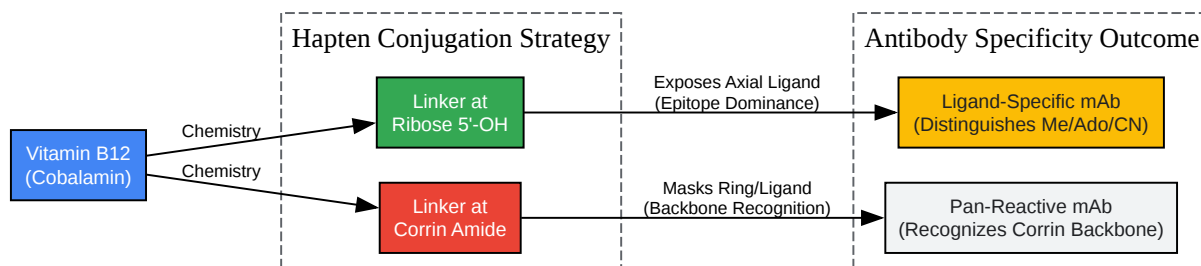 Hapten Conjugation Strategy
Antibody Specificity Outcome
Vitamin B12
(Cobalamin)
Chemistry
Chemistry
Linker at
Ribose 5'-OH
Linker at
Corrin Amide
Exposes Axial Ligand
(Epitope Dominance)
Masks Ring/Ligand
(Backbone Recognition)
Ligand-Specific mAb
(Distinguishes Me/Ado/CN)
Pan-Reactive mAb
(Recognizes Corrin Backbone)